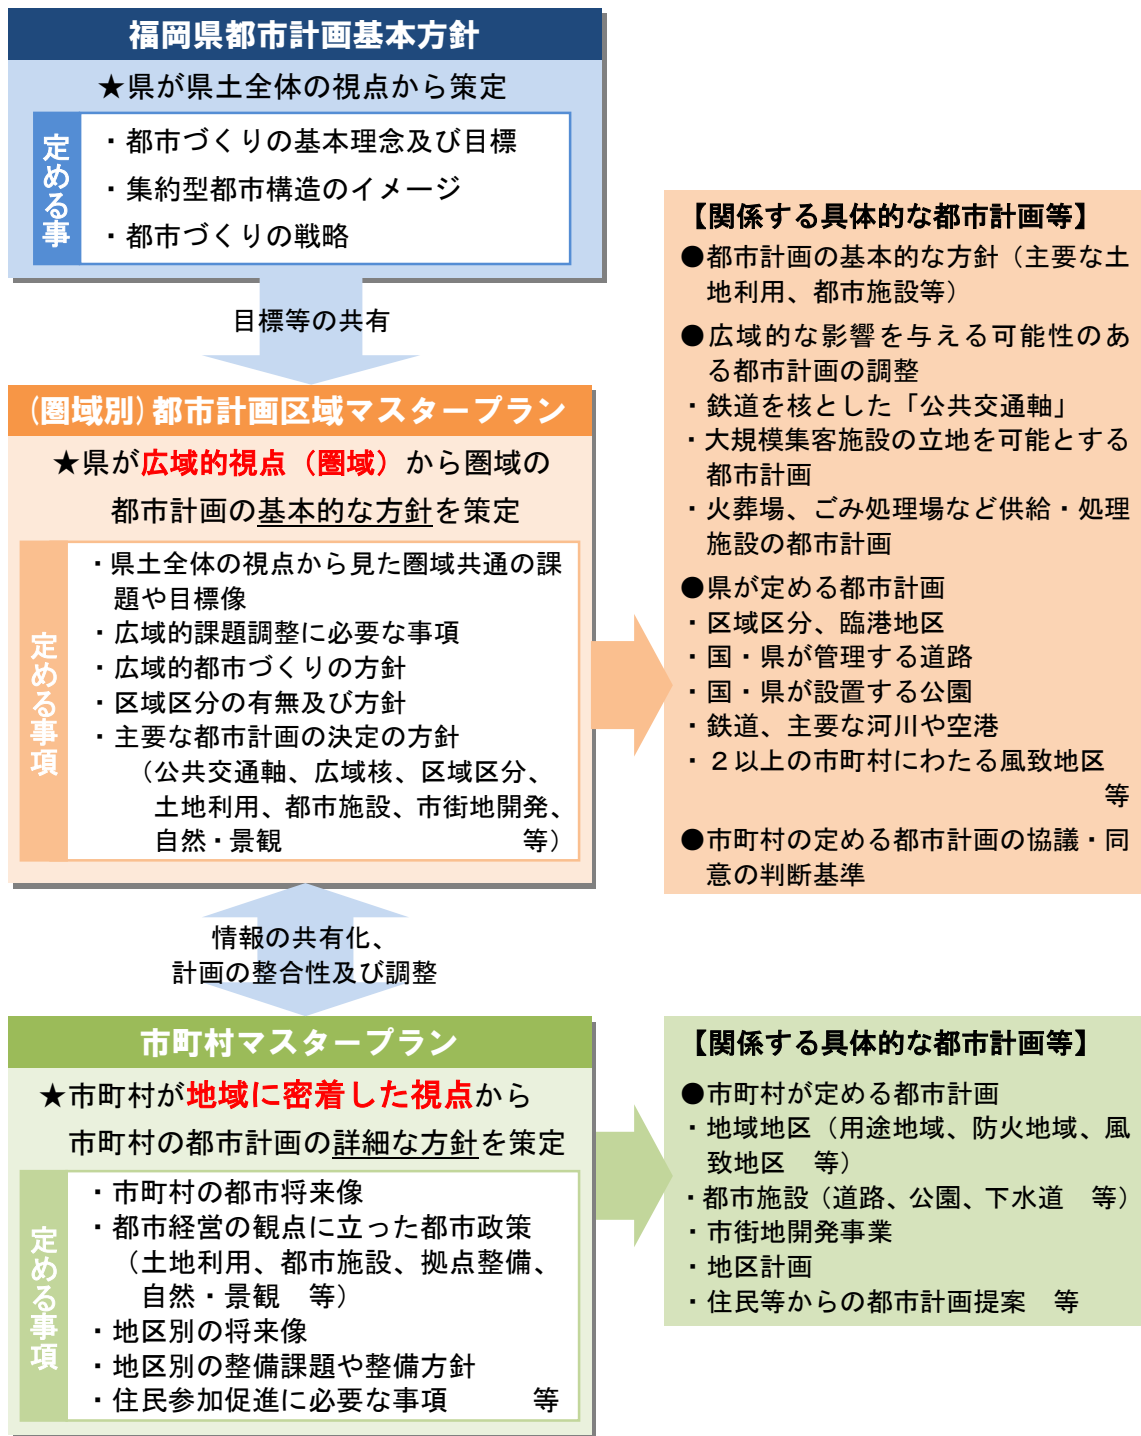 福岡県都市計画基本方針
★県が県土全体の視点から策定
定める事
・都市づくりの基本理念及び目標
・集約型都市構造のイメージ
・都市づくりの戦略
目標等の共有
(圏域別)都市計画区域マスタープラン
★県が広域的視点（圏域）から圏域の
都市計画の基本的な方針を策定
定める事項
・県土全体の視点から見た圏域共通の課
題や目標像
・広域的課題調整に必要な事項
・広域的都市づくりの方針
・区域区分の有無及び方針
・主要な都市計画の決定の方針
（公共交通軸、広域核、区域区分、
土地利用、都市施設、市街地開発、
自然・景観　　　　　　　等）
【関係する具体的な都市計画等】
●都市計画の基本的な方針（主要な土
地利用、都市施設等）
●広域的な影響を与える可能性のあ
る都市計画の調整
・鉄道を核とした「公共交通軸」
・大規模集客施設の立地を可能とする
都市計画
・火葬場、ごみ処理場など供給・処理
施設の都市計画
●県が定める都市計画
・区域区分、臨港地区
・国・県が管理する道路
・国・県が設置する公園
・鉄道、主要な河川や空港
・２以上の市町村にわたる風致地区
等
●市町村の定める都市計画の協議・同
意の判断基準
情報の共有化、
計画の整合性及び調整
市町村マスタープラン
★市町村が地域に密着した視点から
市町村の都市計画の詳細な方針を策定
定める事項
・市町村の都市将来像
・都市経営の観点に立った都市政策
（土地利用、都市施設、拠点整備、
自然・景観　等）
・地区別の将来像
・地区別の整備課題や整備方針
・住民参加促進に必要な事項　　　等
【関係する具体的な都市計画等】
●市町村が定める都市計画
・地域地区（用途地域、防火地域、風
致地区　等）
・都市施設（道路、公園、下水道　等）
・市街地開発事業
・地区計画
・住民等からの都市計画提案　等